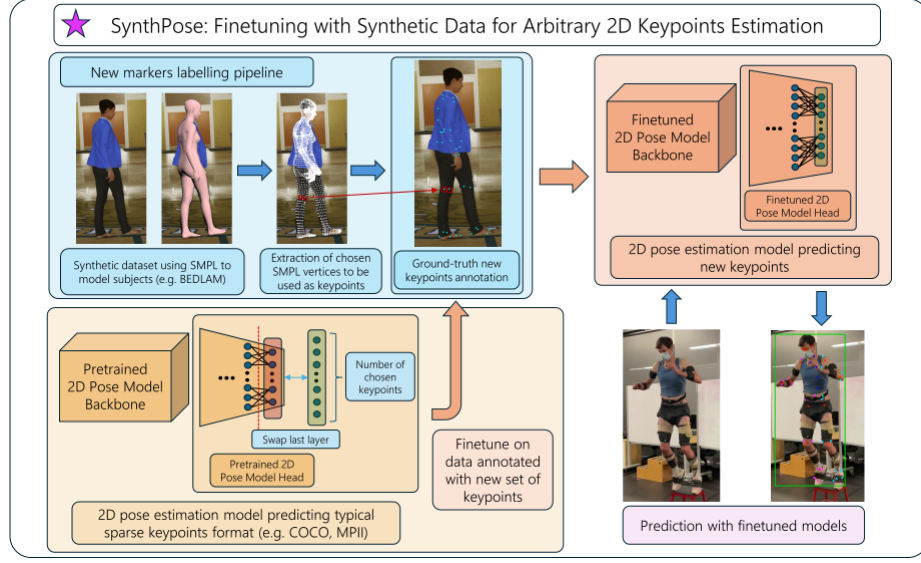 SynthPose: Finetuning with Synthetic Data for Arbitrary 2D Keypoints Estimation
New markers labelling pipeline
Synthetic dataset using SMPL to
model subjects (e.g. BEDLAM)
Extraction of chosen
SMPL vertices to be
used as keypoints
Ground-truth new
keypoints annotation
Finetuned
2D Pose Model
Backbone
Finetuned 2D
Pose Model Head
2D pose estimation model predicting
new keypoints
Pretrained
2D Pose Model
Backbone
Number of
chosen
keypoints
Swap last layer
Pretrained 2D
Pose Model Head
2D pose estimation model predicting typical
sparse keypoints format (e.g. COCO, MPII)
Finetune on
data annotated
with new set of
keypoints
Prediction with finetuned models